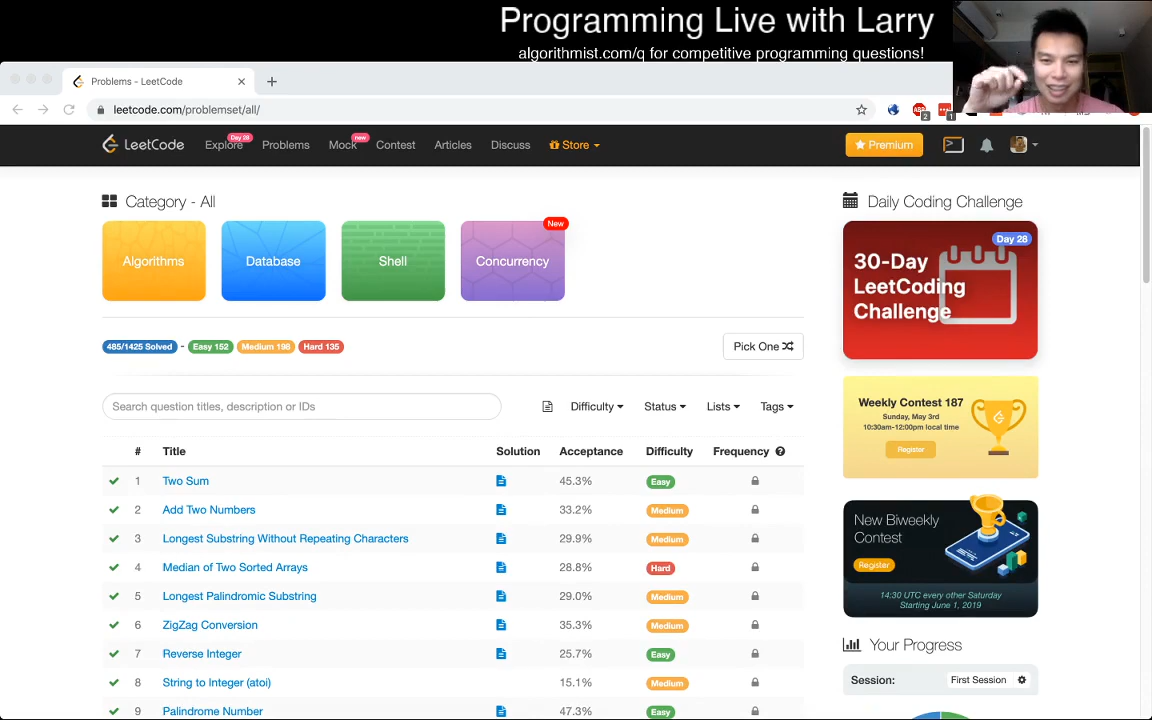 Programming Live with Larry
algorithmist.com/q for competitive programming questions!
Problems - LeetCode
leetcode.com/problemset/all/
2
1
LeetCode
Explore
Day 28
Problems
Mock
new
Contest
Articles
Discuss
Store
Premium
Category - All
Algorithms
Database
Shell
Concurrency
New
485/1425 Solved - Easy 152 Medium 198 Hard 135
Pick One
Search question titles, description or IDs
Difficulty Status Lists Tags
# Title Solution Acceptance Difficulty Frequency
1 Two Sum 45.3% Easy
2 Add Two Numbers 33.2% Medium
3 Longest Substring Without Repeating Characters 29.9% Medium
4 Median of Two Sorted Arrays 28.8% Hard
5 Longest Palindromic Substring 29.0% Medium
6 ZigZag Conversion 35.3% Medium
7 Reverse Integer 25.7% Easy
8 String to Integer (atoi) 15.1% Medium
9 Palindrome Number 47.3% Easy
Daily Coding Challenge
Day 28
30-Day
LeetCoding
Challenge
Weekly Contest 187
Sunday, May 3rd
10:30am-12:00pm local time
Register
New Biweekly
Contest
Register
14:30 UTC every other Saturday
Starting June 1, 2019
Your Progress
Session: First Session